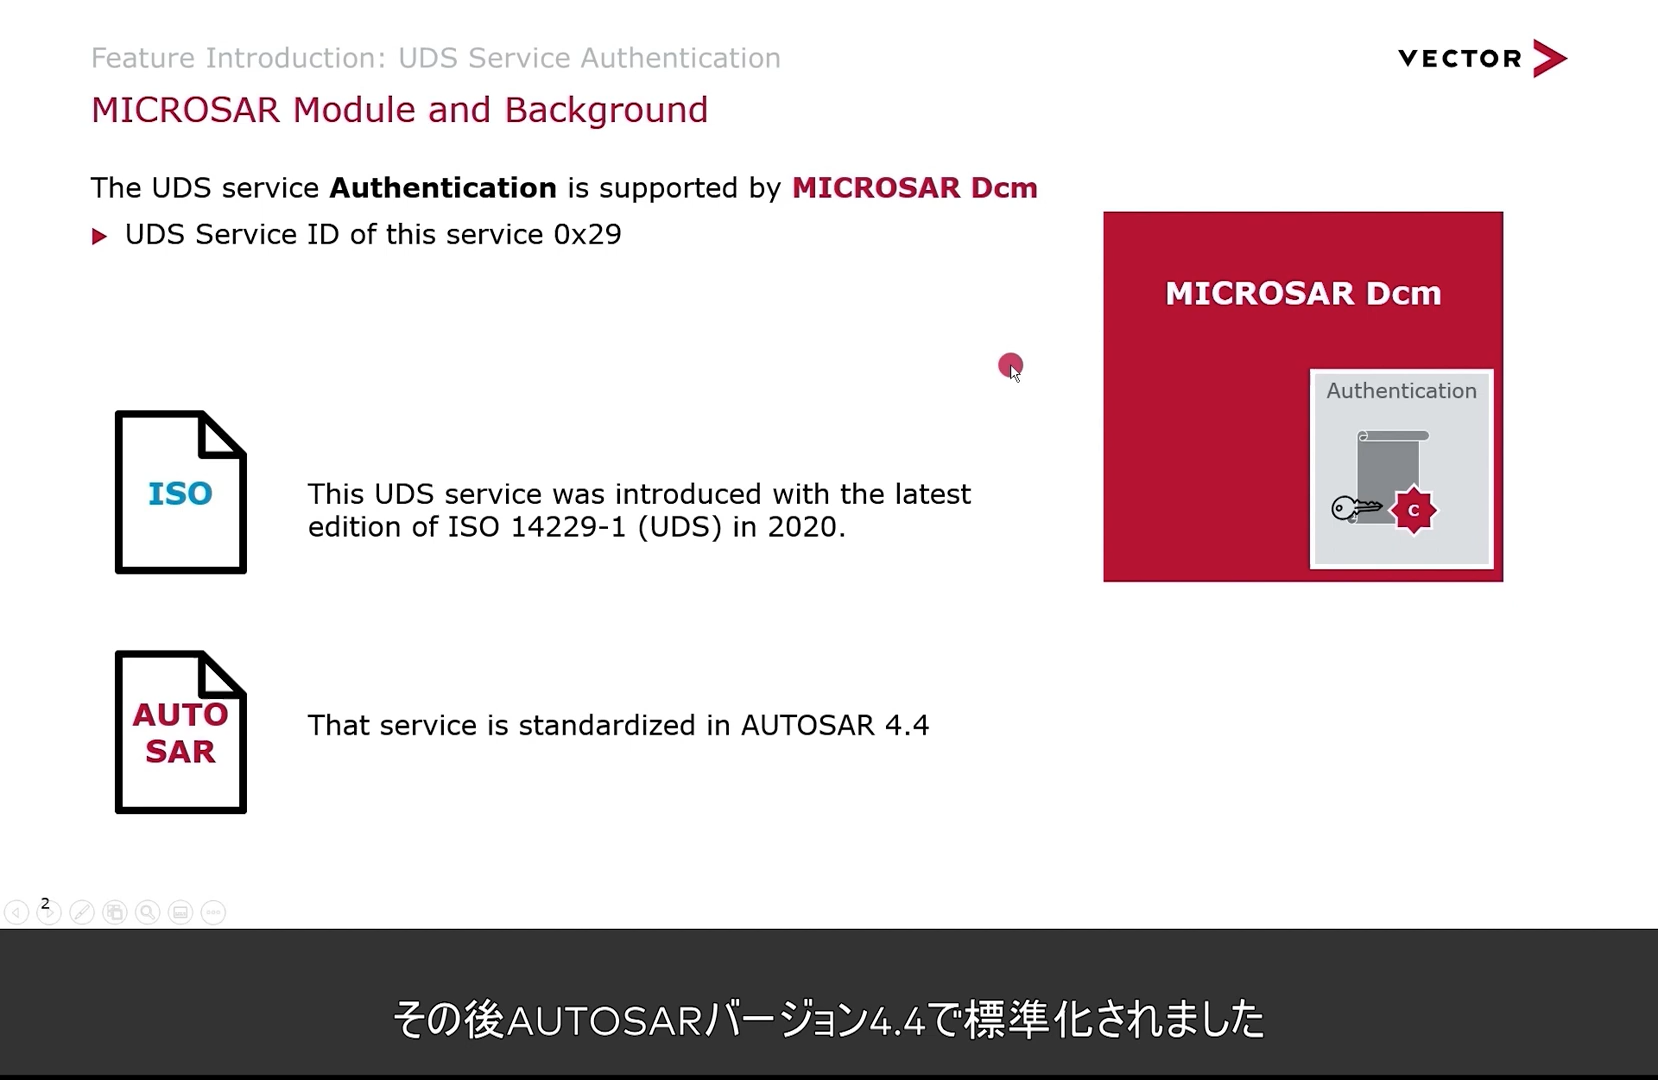 Feature Introduction: UDS Service Authentication
VECTOR
MICROSAR Module and Background
The UDS service Authentication is supported by MICROSAR Dcm
UDS Service ID of this service 0x29
MICROSAR Dcm
Authentication
C
ISO
This UDS service was introduced with the latest
edition of ISO 14229-1 (UDS) in 2020.
AUTO
SAR
That service is standardized in AUTOSAR 4.4
2
その後AUTOSARバージョン4.4で標準化されました